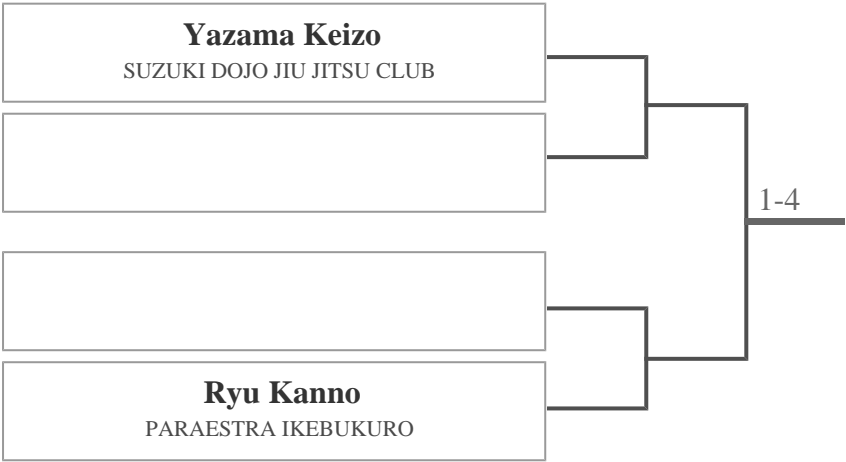 Yazama Keizo
SUZUKI DOJO JIU JITSU CLUB
1-4
Ryu Kanno
PARAESTRA IKEBUKURO